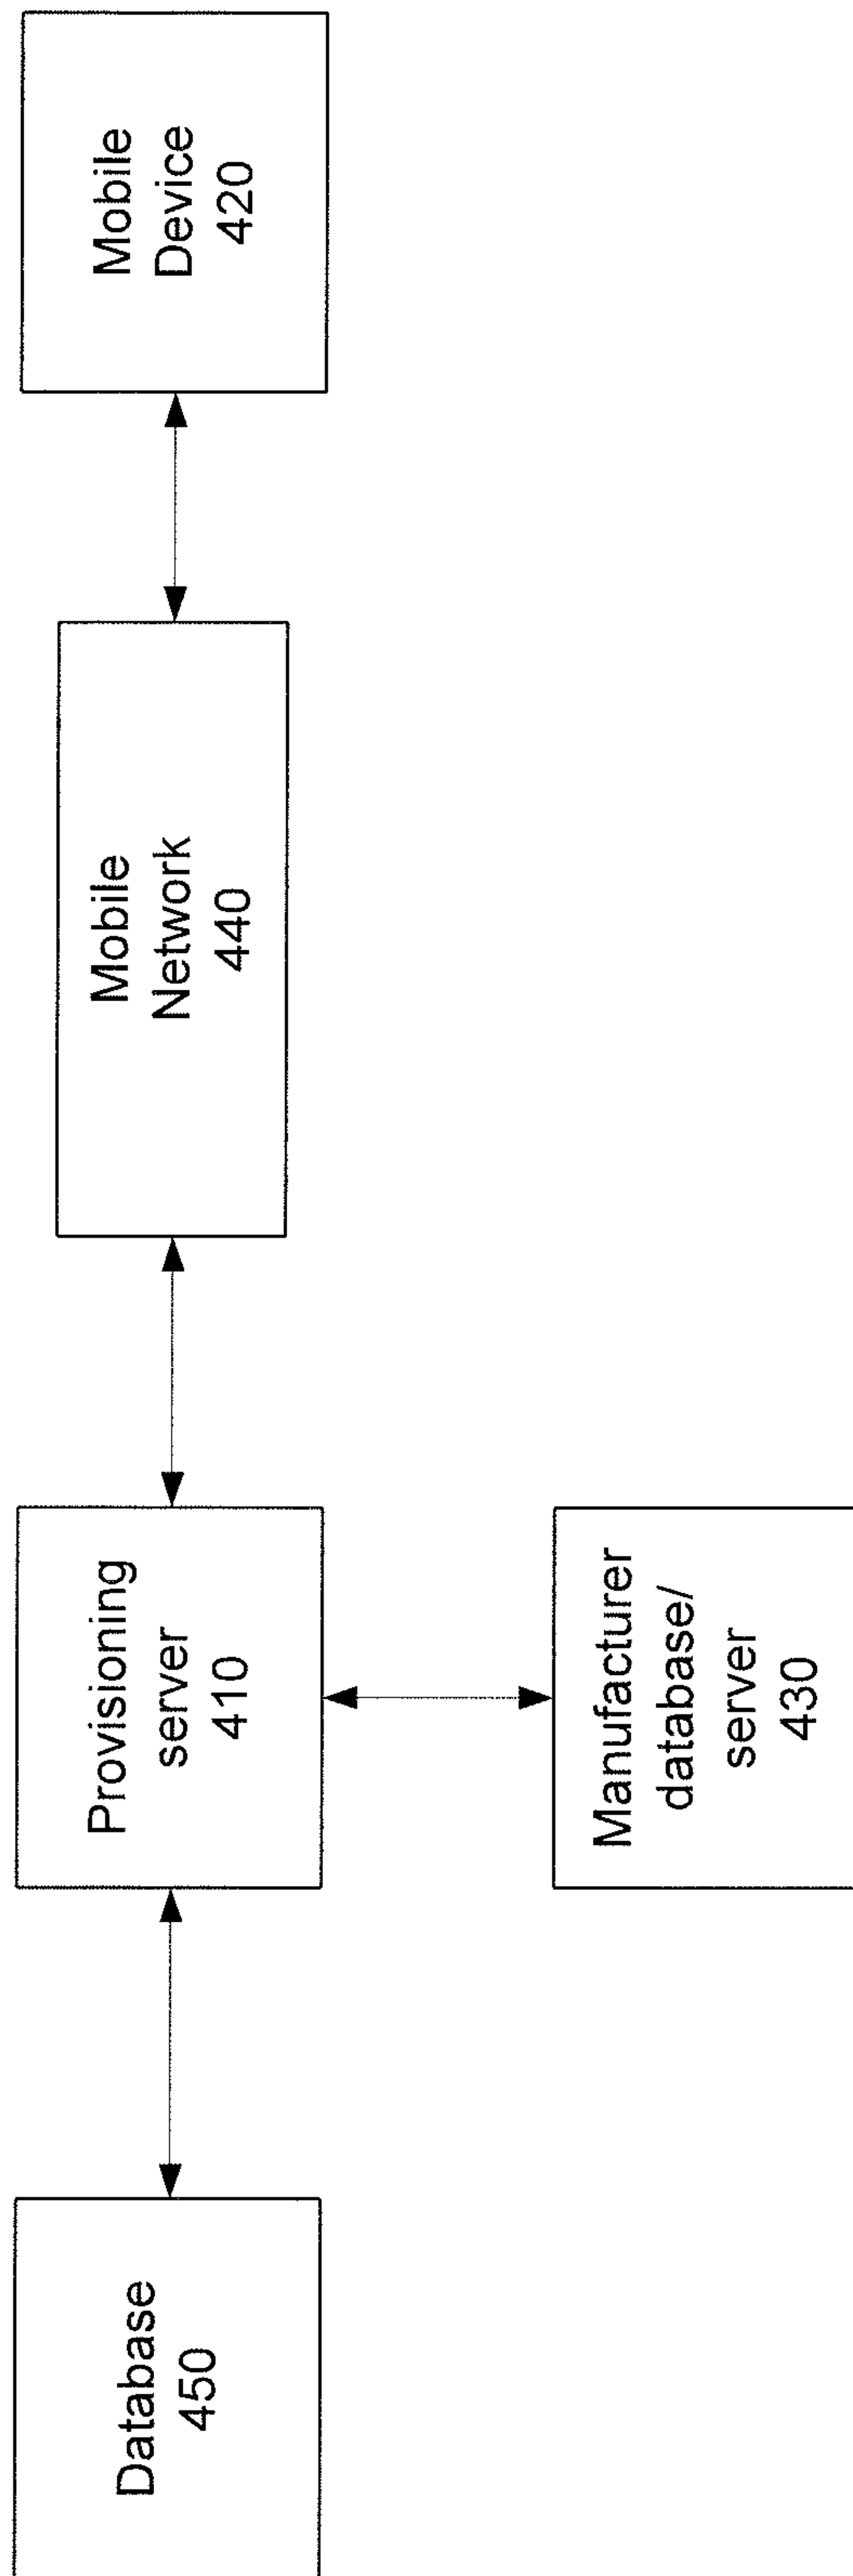 Database
450
Provisioning
server
410
Mobile
Network
440
Mobile
Device
420
Manufacturer
database/
server
430